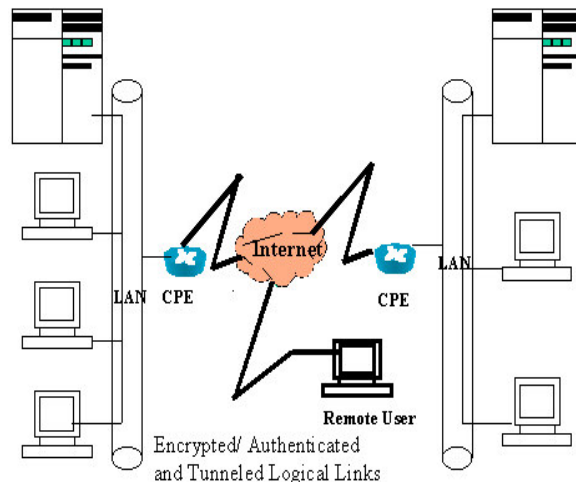 Internet
LAN CPE
CPE
LAN
Remote User
Encrypted/ Authenticated
and Tunneled Logical Links